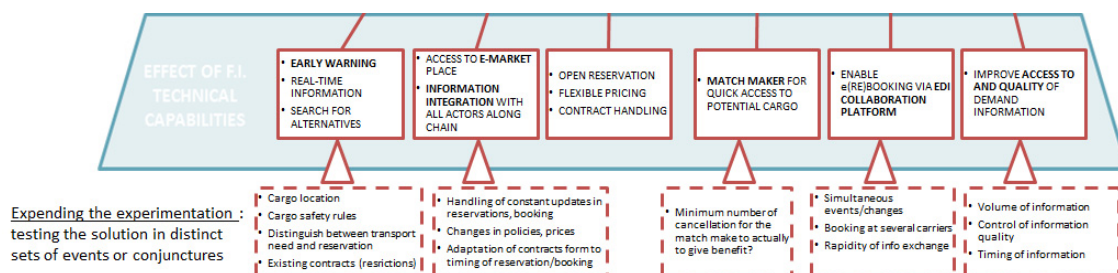 EFFECT OF F.I.
TECHNICAL
CAPABILITIES
• EARLY WARNING
• REAL-TIME
INFORMATION
• SEARCH FOR
ALTERNATIVES
• ACCESS TO E-MARKET
PLACE
• INFORMATION
INTEGRATION WITH
ALL ACTORS ALONG
CHAIN
• OPEN RESERVATION
• FLEXIBLE PRICING
• CONTRACT HANDLING
• MATCH MAKER FOR
QUICK ACCESS TO
POTENTIAL CARGO
• ENABLE
e(RE)BOOKING VIA EDI
COLLABORATION
PLATFORM
• IMPROVE ACCESS TO
AND QUALITY OF
DEMAND
INFORMATION
Expending the experimentation :
testing the solution in distinct
sets of events or conjunctures
• Cargo location
• Cargo safety rules
• Distinguish between transport
need and reservation
• Existing contracts (resrictions)
• Handling of constant updates in
reservations, booking
• Changes in policies, prices
• Adaptation of contracts form to
timing of reservation/booking
• Minimum number of
cancellation for the
match make to actually
to give benefit?
• Simultaneous
events/changes
• Booking at several carriers
• Rapidity of info exchange
• Volume of information
• Control of information
quality
• Timing of information